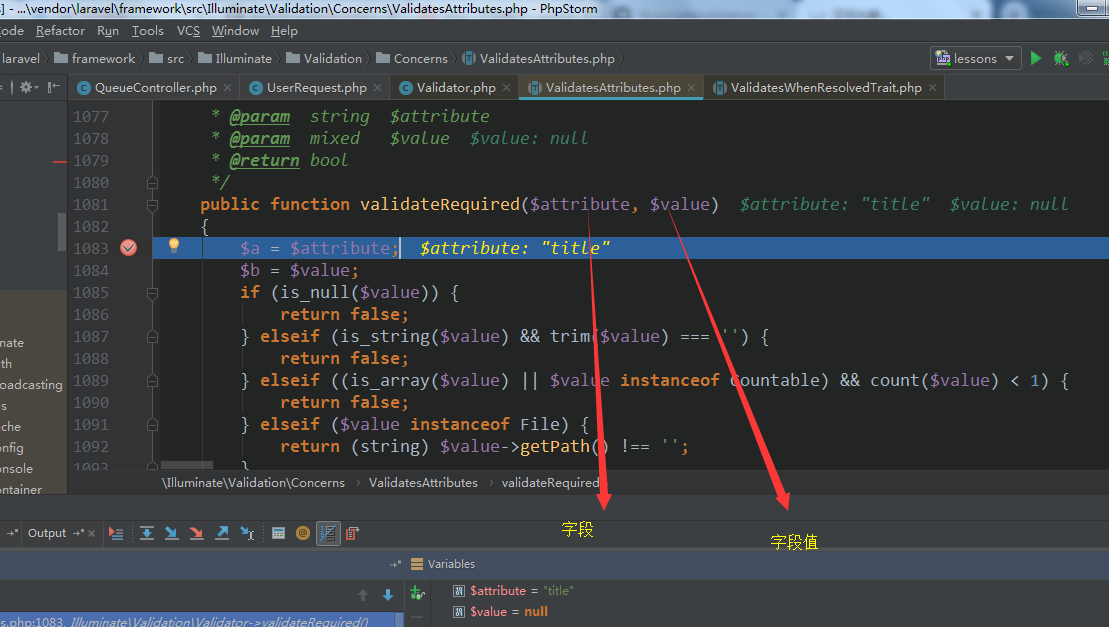 s] - ...\vendor\laravel\framework\src\Illuminate\Validation\Concerns\ValidatesAttributes.php - PhpStorm
ode Refactor Run Tools VCS Window Help
laravel framework src Illuminate Validation Concerns ValidatesAttributes.php lessons
QueueController.php UserRequest.php Validator.php ValidatesAttributes.php ValidatesWhenResolvedTrait.php
1077 * @param string $attribute
1078 * @param mixed $value $value: null
1079 * @return bool
1080 */
1081 public function validateRequired($attribute, $value) $attribute: "title" $value: null
1082 {
1083 $a = $attribute; $attribute: "title"
1084 $b = $value;
1085 if (is_null($value)) {
1086 return false;
1087 } elseif (is_string($value) && trim($value) === '') {
1088 return false;
1089 } elseif ((is_array($value) || $value instanceof Countable) && count($value) < 1) {
1090 return false;
1091 } elseif ($value instanceof File) {
1092 return (string) $value->getPath() !== '';
1093 }
nate
th
oadcasting
s
che
onfig
onsole
ontainer
\Illuminate\Validation\Concerns ValidatesAttributes validateRequired()
字段
字段值
Output
Variables
$attribute = "title"
$value = null
s.php:1083, Illuminate\Validation\Validator->validateRequired()